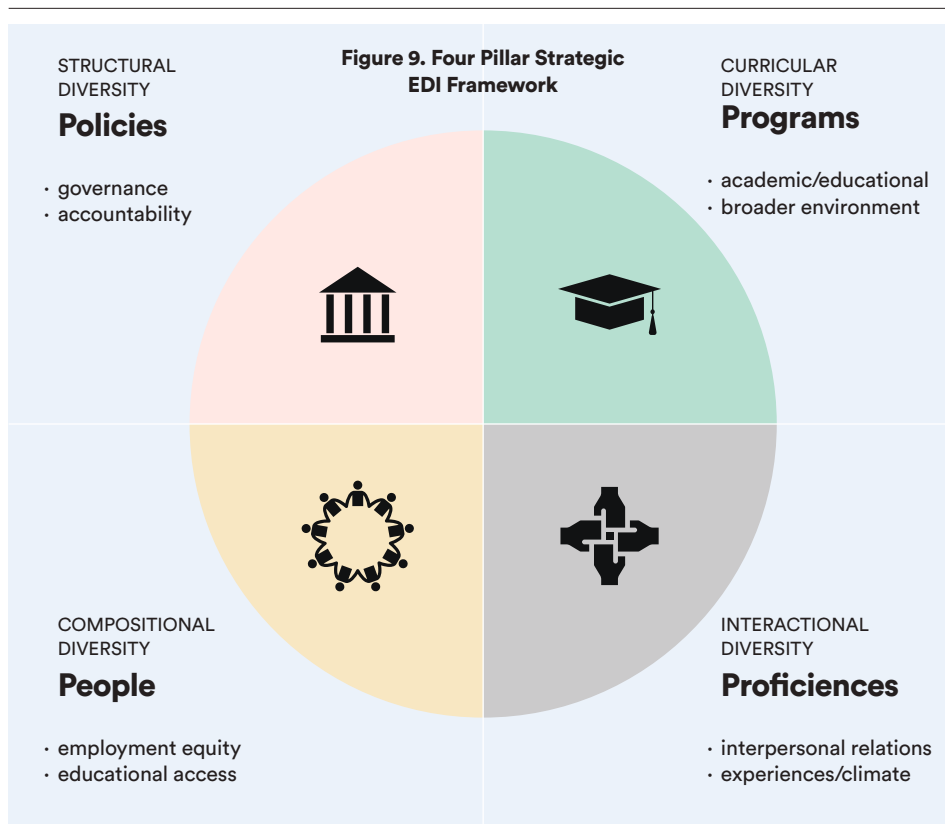 Figure 9. Four Pillar Strategic
EDI Framework
STRUCTURAL
DIVERSITY
Policies
· governance
· accountability
CURRICULAR
DIVERSITY
Programs
· academic/educational
· broader environment
COMPOSITIONAL
DIVERSITY
People
· employment equity
· educational access
INTERACTIONAL
DIVERSITY
Proficiences
· interpersonal relations
· experiences/climate